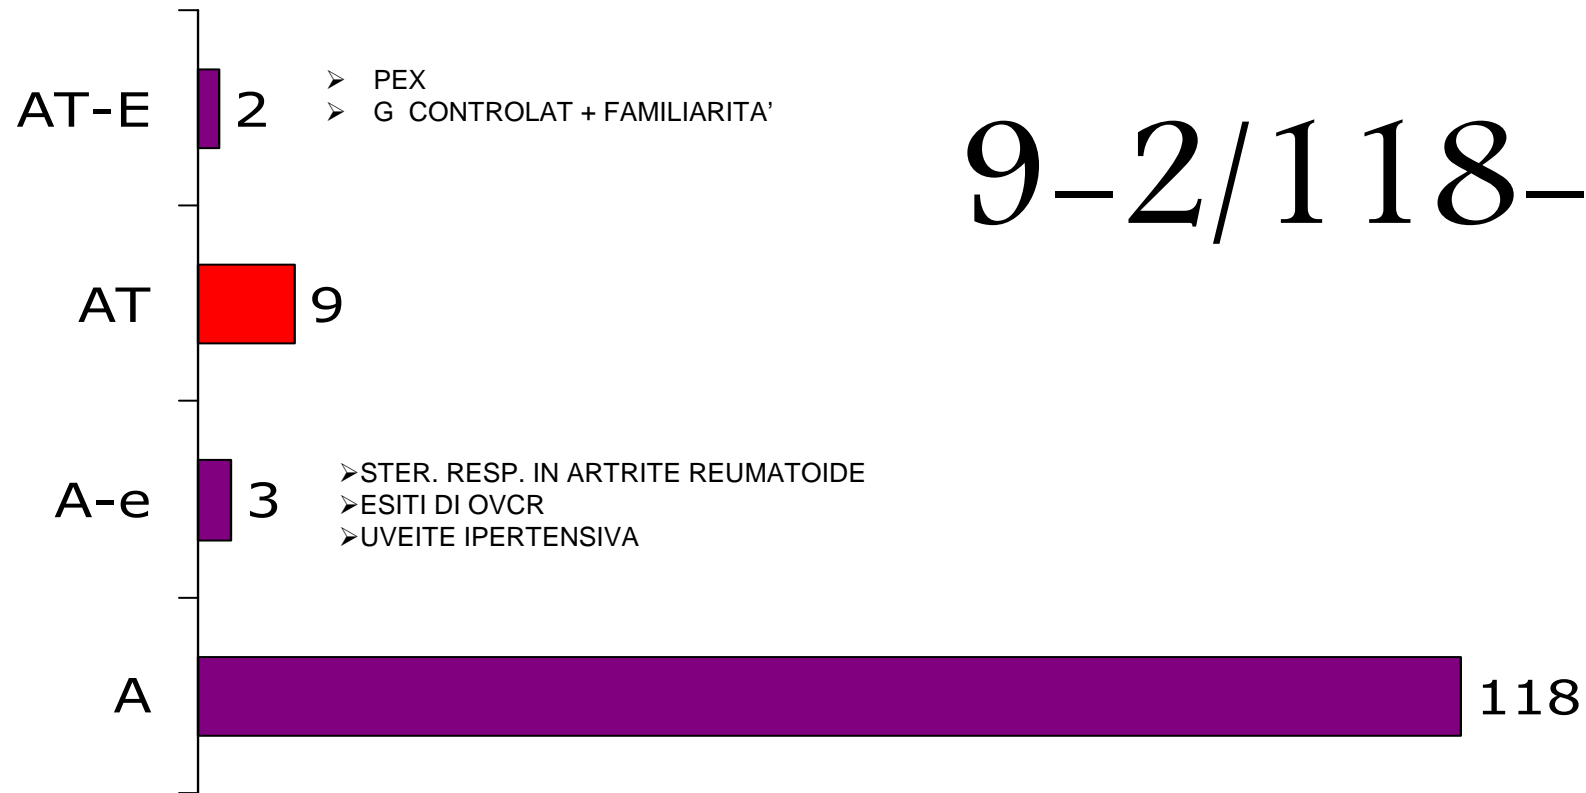 AT-E 2
➢ PEX
➢ G CONTROLAT + FAMILIARITA’
9–2/118–
AT 9
A-e 3
➢STER. RESP. IN ARTRITE REUMATOIDE
➢ESITI DI OVCR
➢UVEITE IPERTENSIVA
A 118